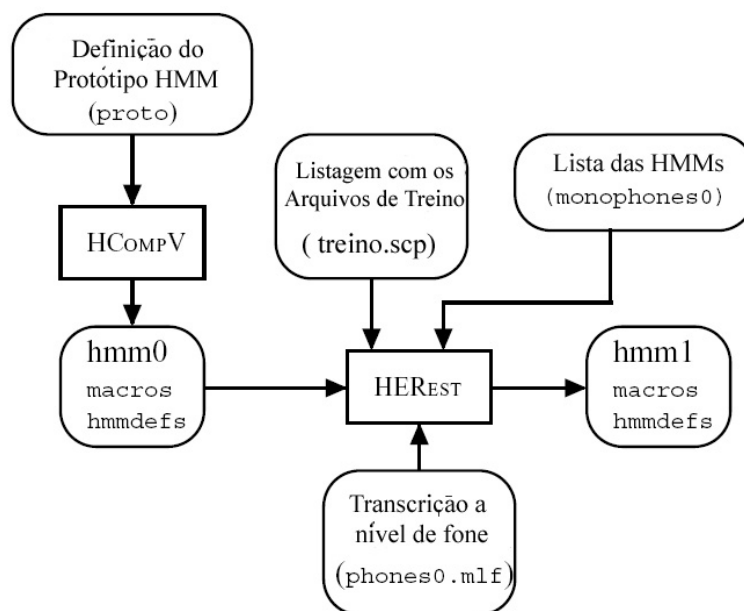 Definição do
Protótipo HMM
(proto)
Listagem com os
Arquivos de Treino
( treino.scp)
Lista das HMMs
(monophones0)
HCompV
hmm0
macros
hmmdefs
HERest
hmm1
macros
hmmdefs
Transcrição a
nível de fone
(phones0.mlf)